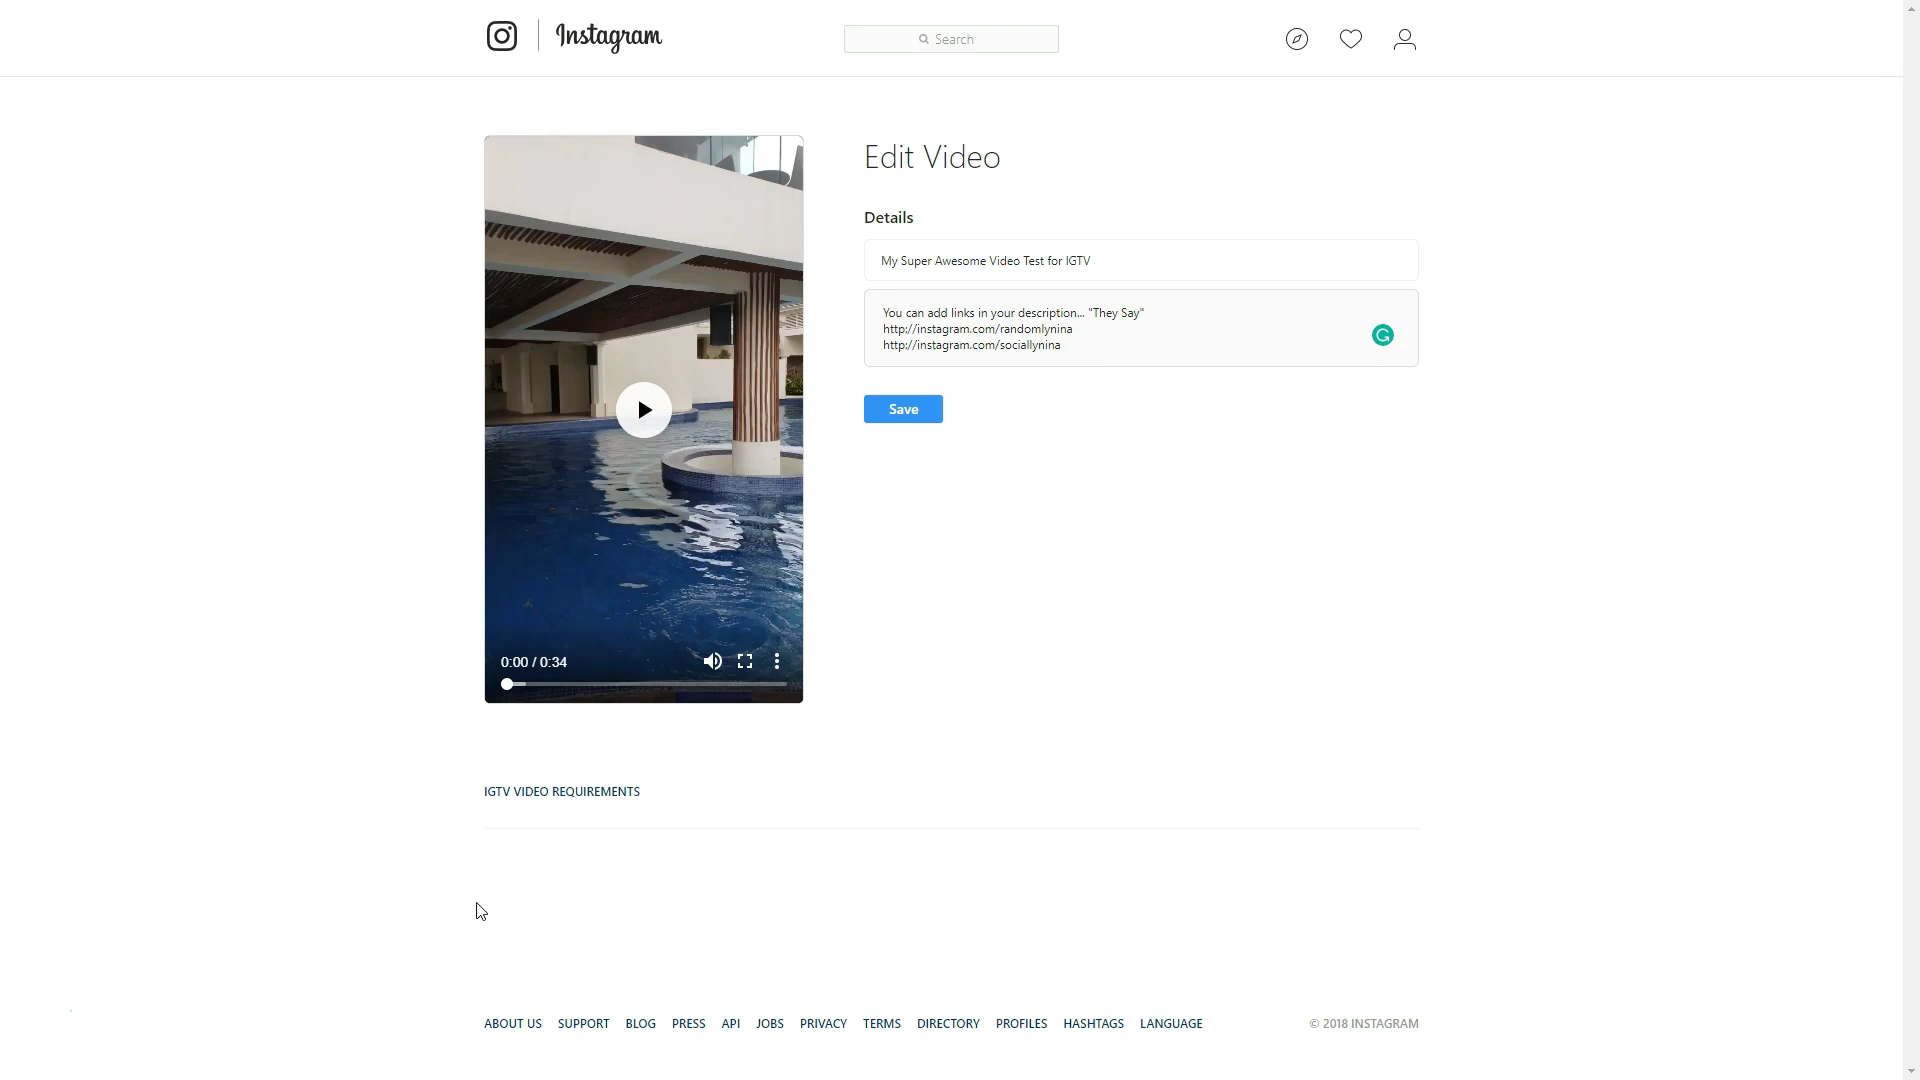 Instagram
Search
Edit Video
Details
My Super Awesome Video Test for IGTV
You can add links in your description... "They Say"
http://instagram.com/randomlynina
http://instagram.com/sociallynina
Save
0:00 / 0:34
IGTV VIDEO REQUIREMENTS
ABOUT US SUPPORT BLOG PRESS API JOBS PRIVACY TERMS DIRECTORY PROFILES HASHTAGS LANGUAGE © 2018 INSTAGRAM